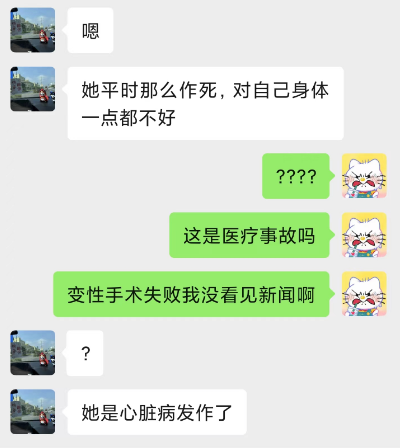 嗯
她平时那么作死，对自己身体
一点都不好
????
这是医疗事故吗
变性手术失败我没看见新闻啊
?
她是心脏病发作了